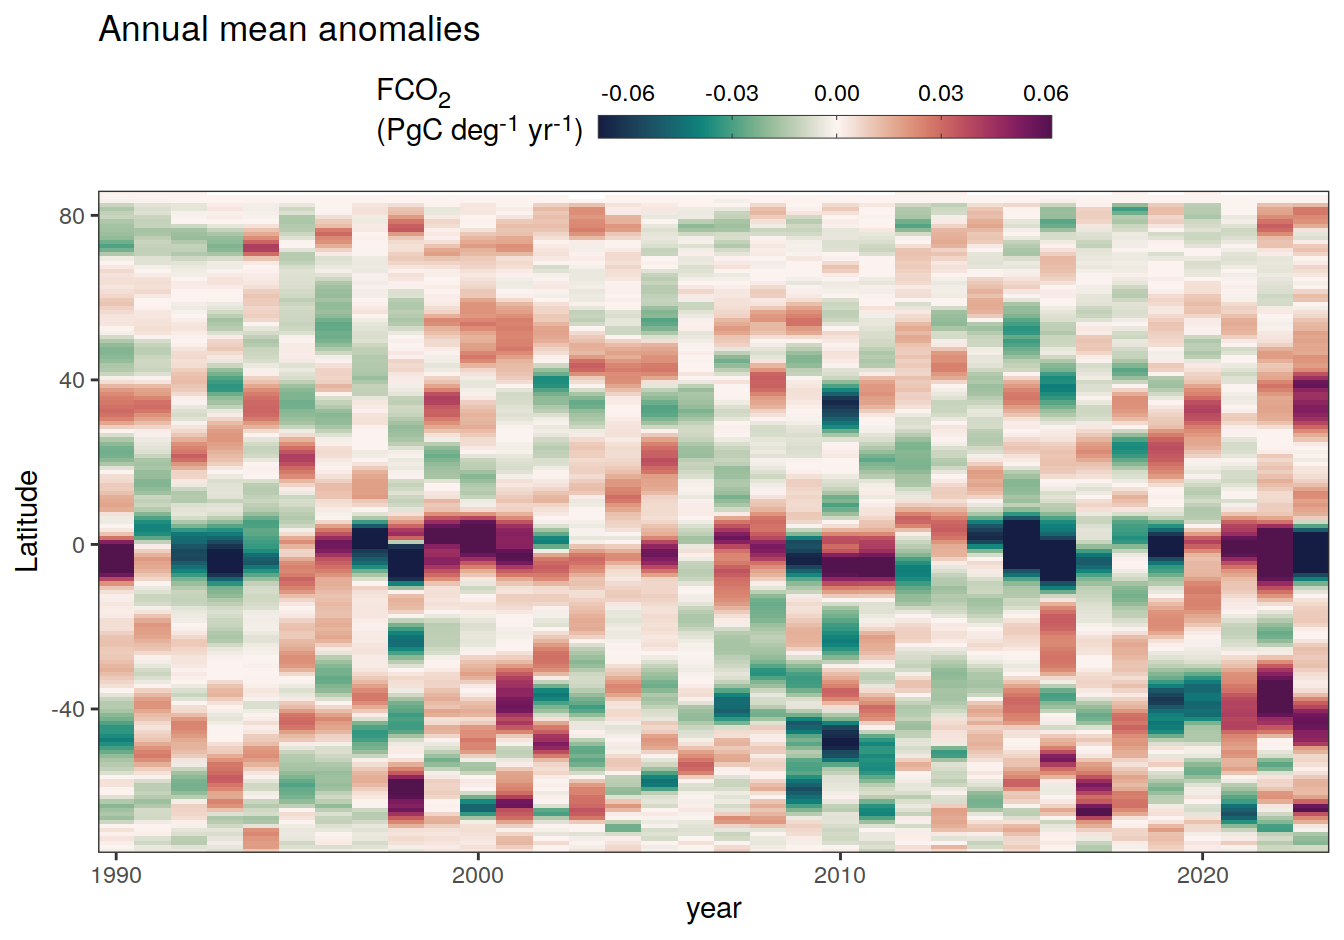 Annual mean anomalies
FCO₂
(PgC deg⁻¹ yr⁻¹)
-0.06 -0.03 0.00 0.03 0.06
Latitude
80
40
0
-40
1990 2000 2010 2020
year